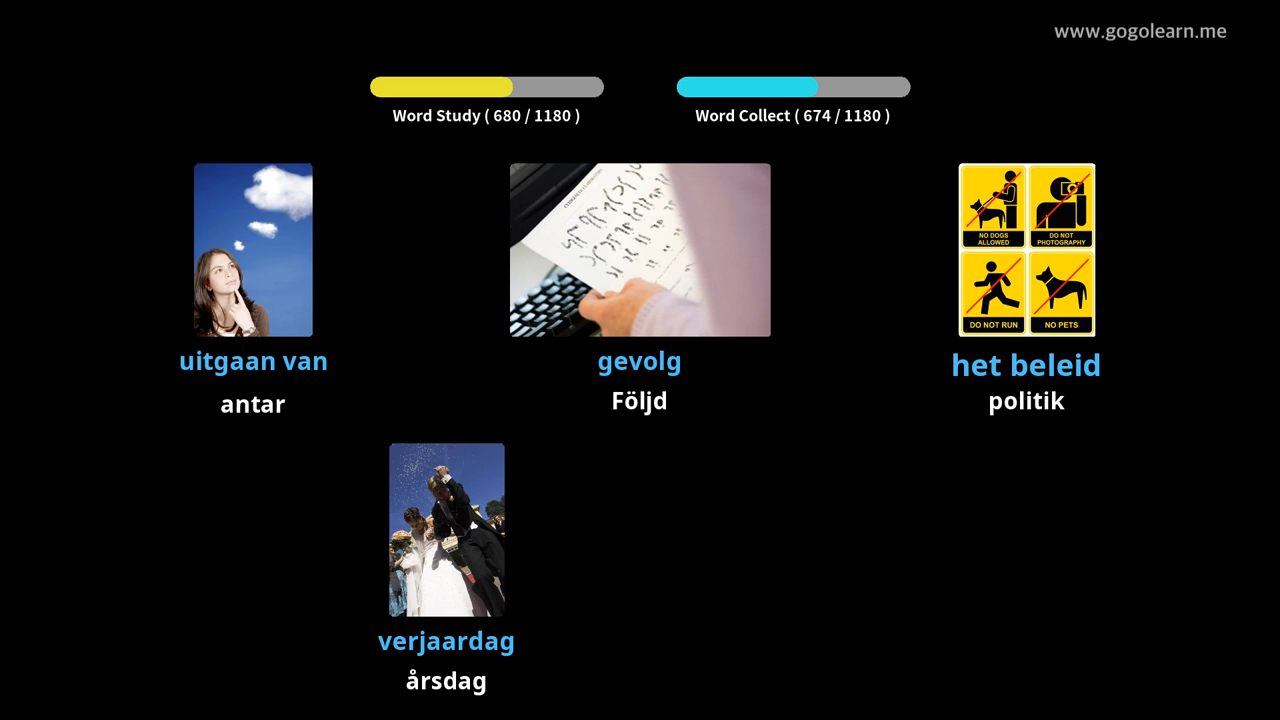 www.gogolearn.me
Word Study ( 680 / 1180 )
Word Collect ( 674 / 1180 )
NO DOGS
ALLOWED
DO NOT
PHOTOGRAPHY
DO NOT RUN
NO PETS
uitgaan van
gevolg
het beleid
antar
Följd
politik
verjaardag
årsdag